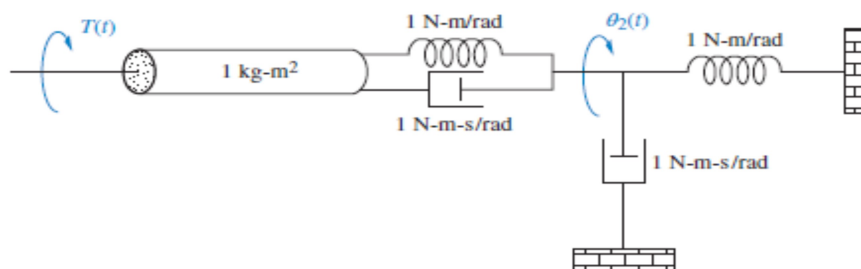 T(t)
1 kg-m²
1 N-m/rad
1 N-m-s/rad
θ₂(t)
1 N-m/rad
1 N-m-s/rad